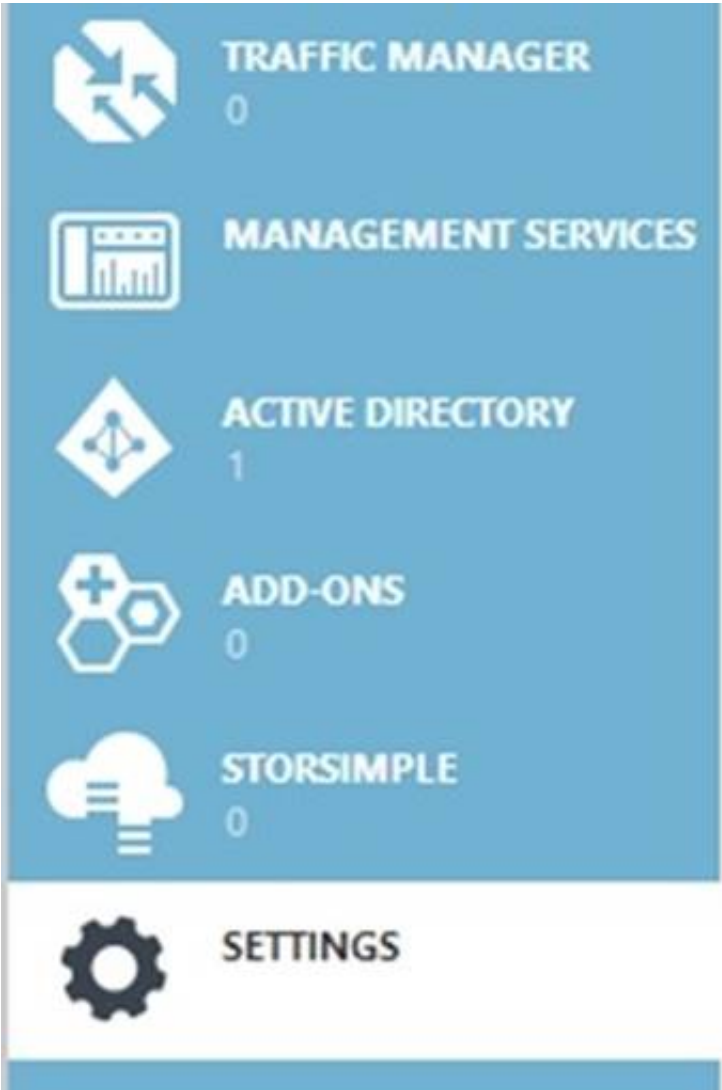 TRAFFIC MANAGER
0
MANAGEMENT SERVICES
ACTIVE DIRECTORY
1
ADD-ONS
0
STORSIMPLE
0
SETTINGS